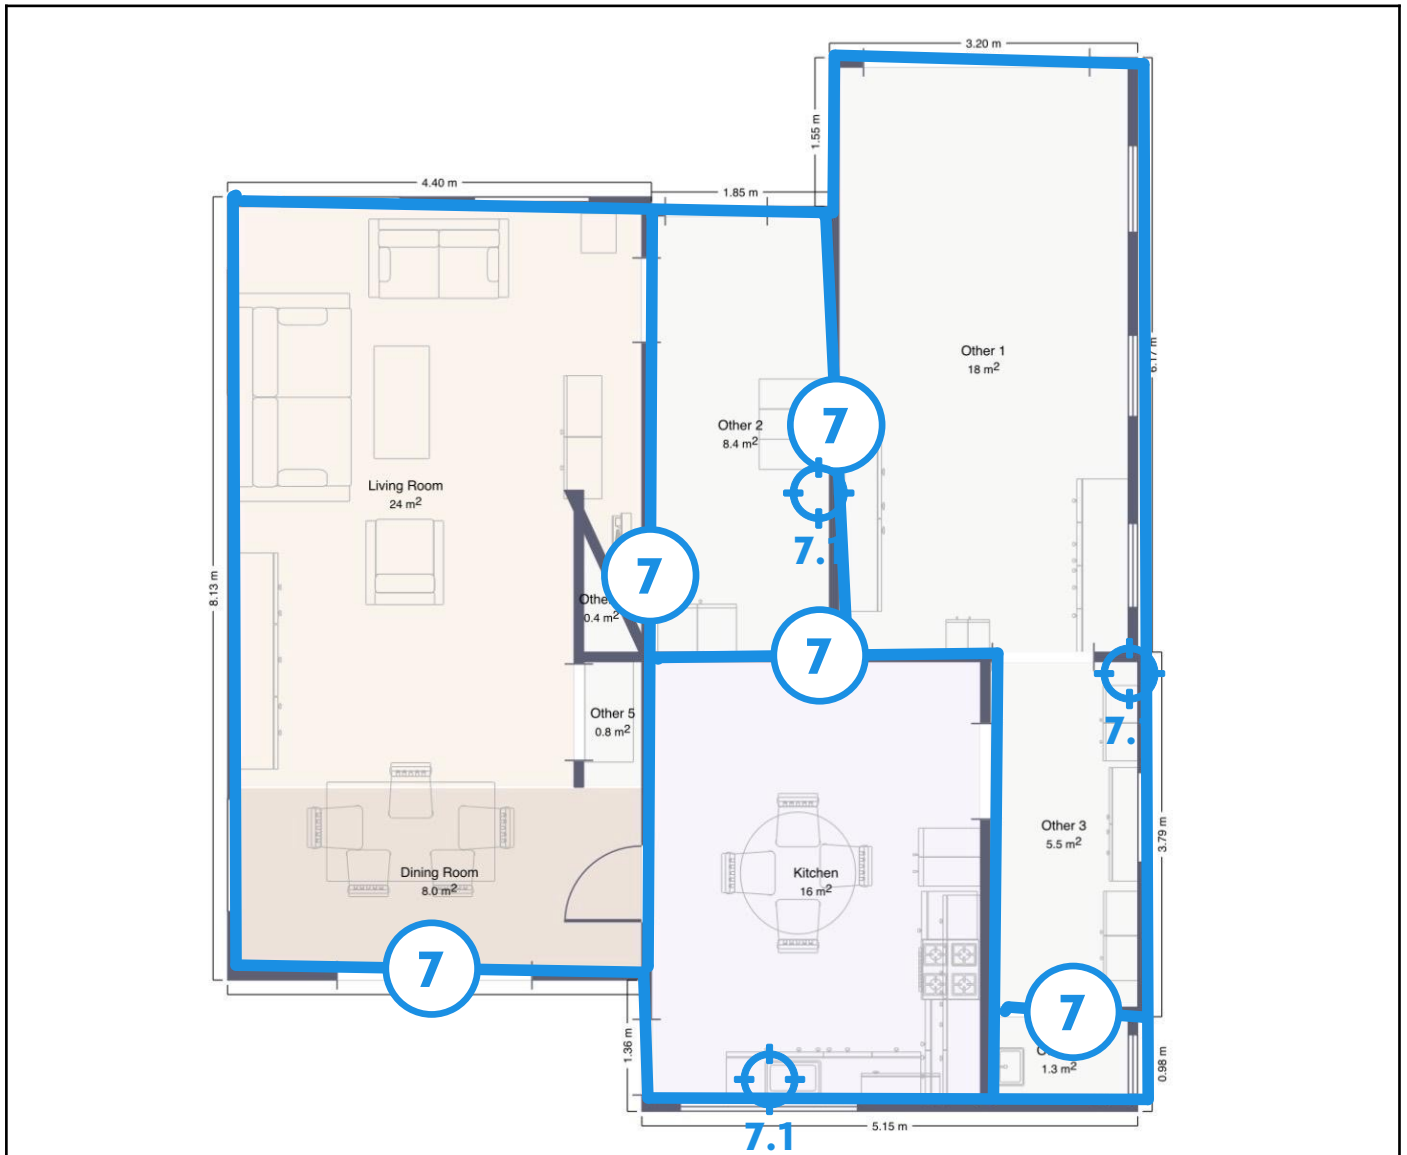 3.20 m
1.55 m
4.40 m
1.85 m
Other 1
18 m²
Other 2
8.4 m²
7
7.
Living Room
24 m²
7
0.4 m²
8.13 m
7
Other 5
0.8 m²
7.
Other 3
5.5 m²
3.79 m
Dining Room
8.0 m²
Kitchen
16 m²
7
7
1.3 m²
1.36 m
0.98 m
7.1
5.15 m